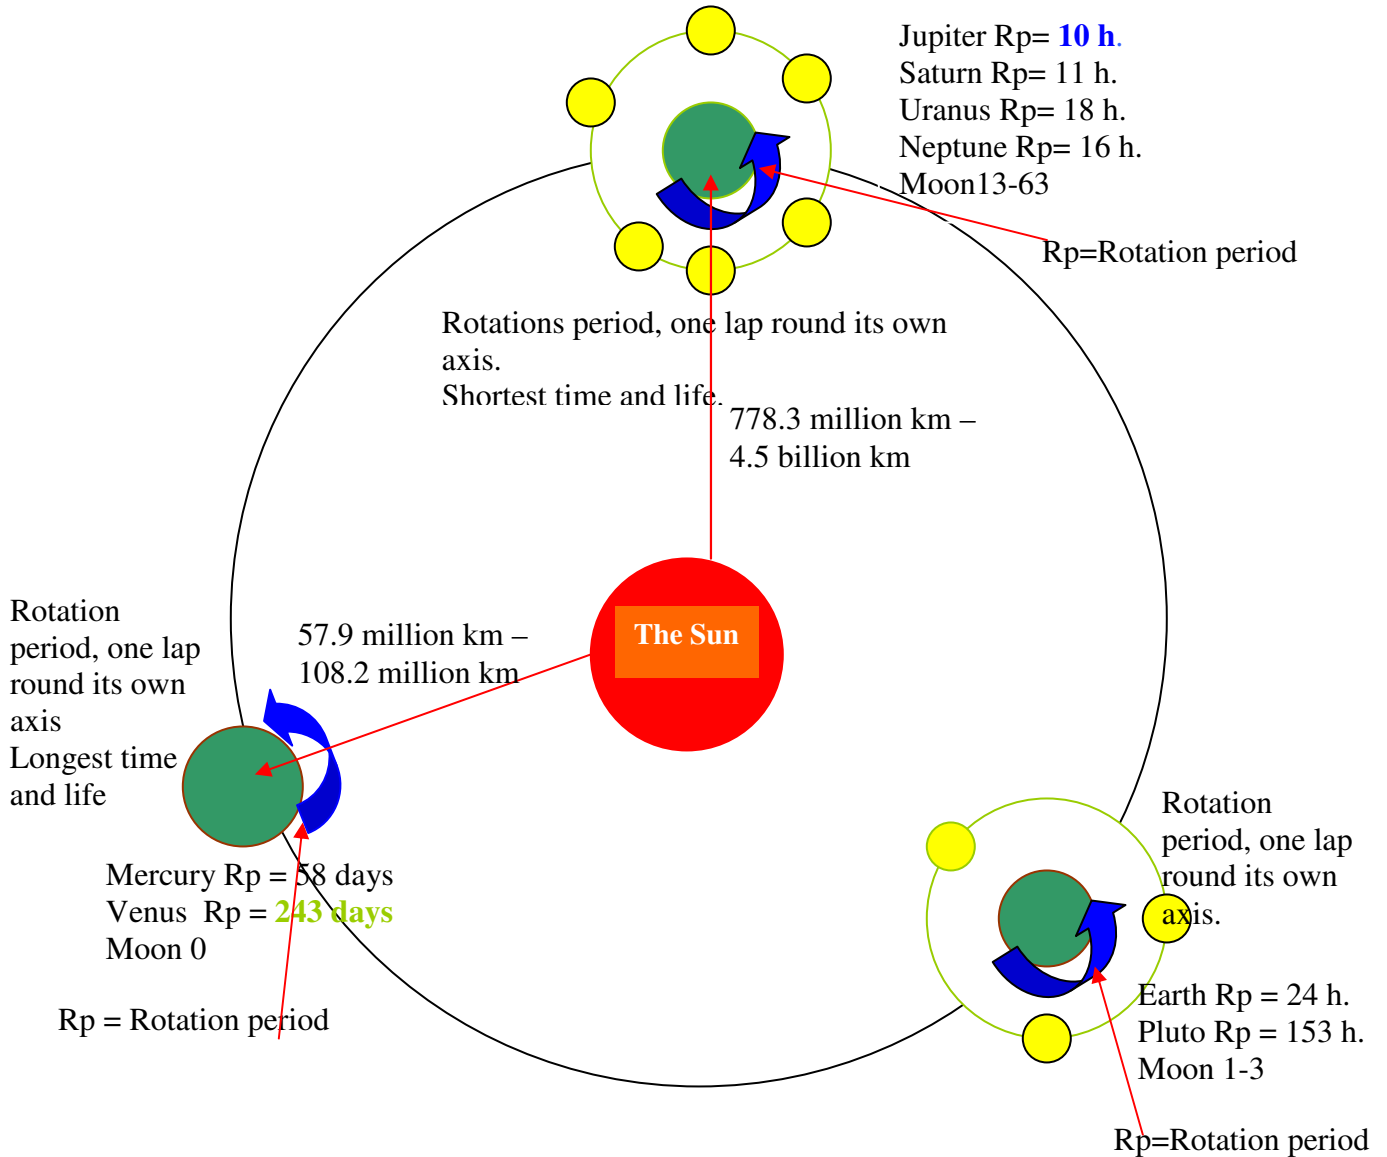 Jupiter Rp= 10 h.
Saturn Rp= 11 h.
Uranus Rp= 18 h.
Neptune Rp= 16 h.
Moon13-63
Rp=Rotation period
Rotations period, one lap round its own
axis.
Shortest time and life.
778.3 million km –
4.5 billion km
The Sun
57.9 million km –
108.2 million km
Rotation
period, one lap
round its own
axis
Longest time
and life
Mercury Rp = 58 days
Venus  Rp = 243 days
Moon 0
Rp = Rotation period
Rotation
period, one lap
round its own
axis.
Earth Rp = 24 h.
Pluto Rp = 153 h.
Moon 1-3
Rp=Rotation period